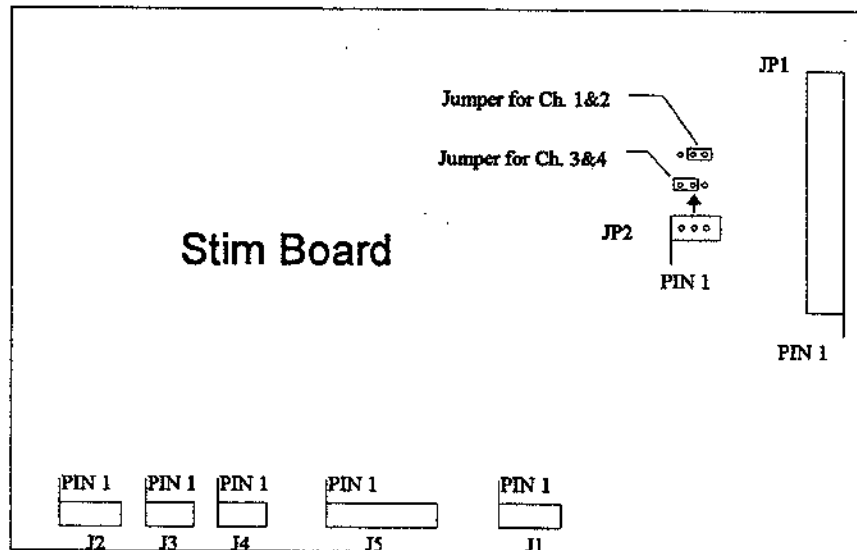 JP1
Jumper for Ch. 1&2
Jumper for Ch. 3&4
JP2
Stim Board
PIN 1
PIN 1
PIN 1 PIN 1 PIN 1 PIN 1 PIN 1
J2 J3 J4 J5 J1